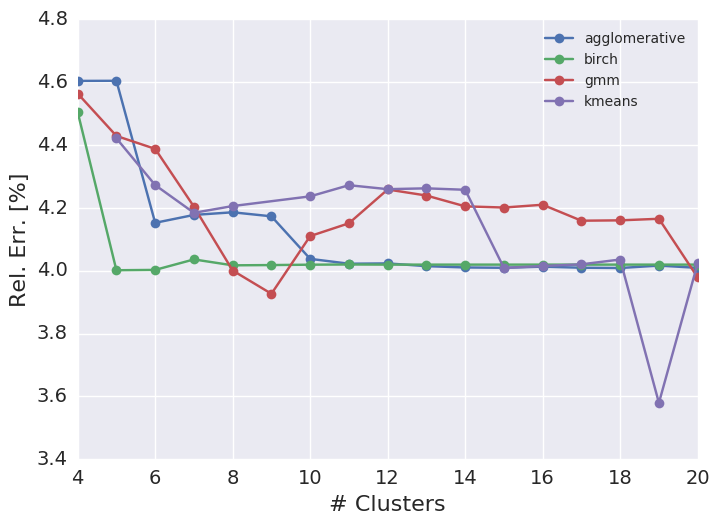 4.8
4.6
4.4
4.2
4.0
3.8
3.6
3.4
Rel. Err. [%]
agglomerative
birch
gmm
kmeans
4 6 8 10 12 14 16 18 20
# Clusters